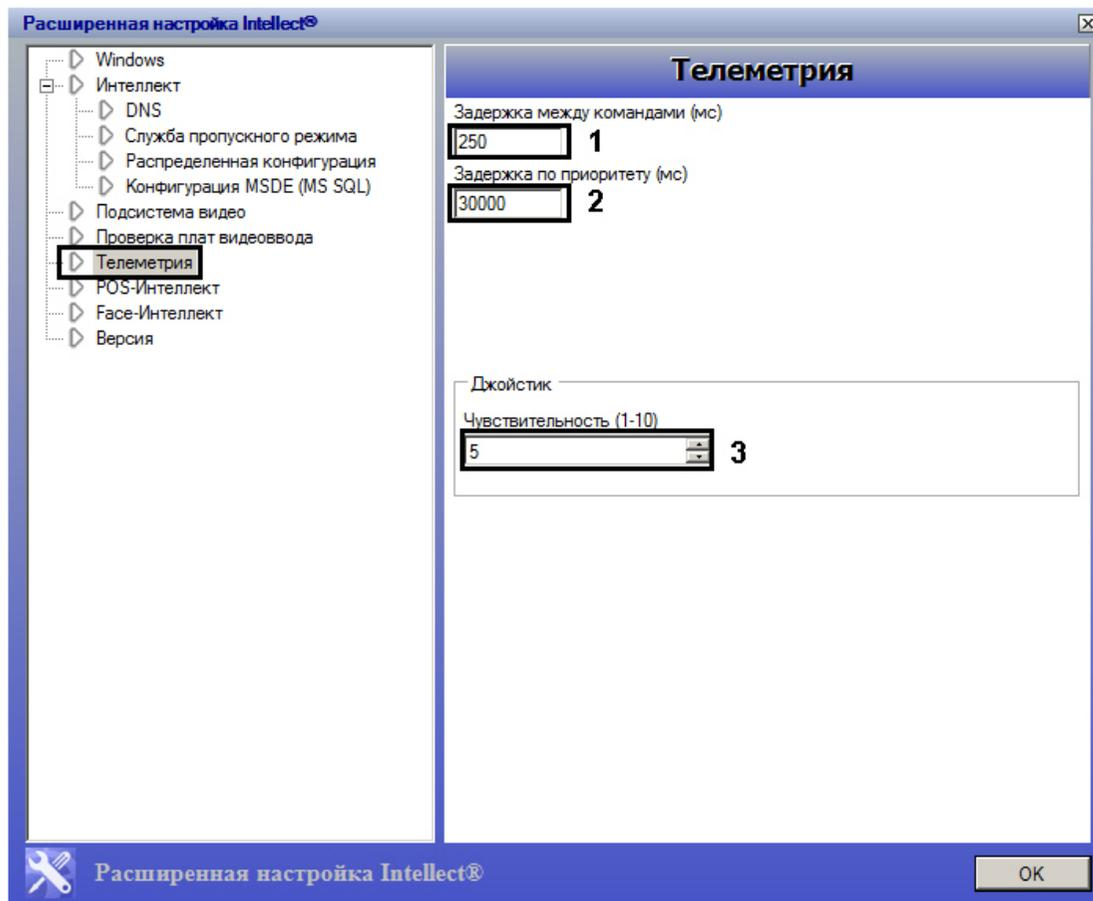 Расширенная настройка Intellect®
Windows
Интеллект
DNS
Служба пропускного режима
Распределенная конфигурация
Конфигурация MSDE (MS SQL)
Подсистема видео
Проверка плат видеоввода
Телеметрия
POS-Интеллект
Face-Интеллект
Версия
Телеметрия
Задержка между командами (мс)
250 1
Задержка по приоритету (мс)
30000 2
Джойстик
Чувствительность (1-10)
5 3
Расширенная настройка Intellect®
OK